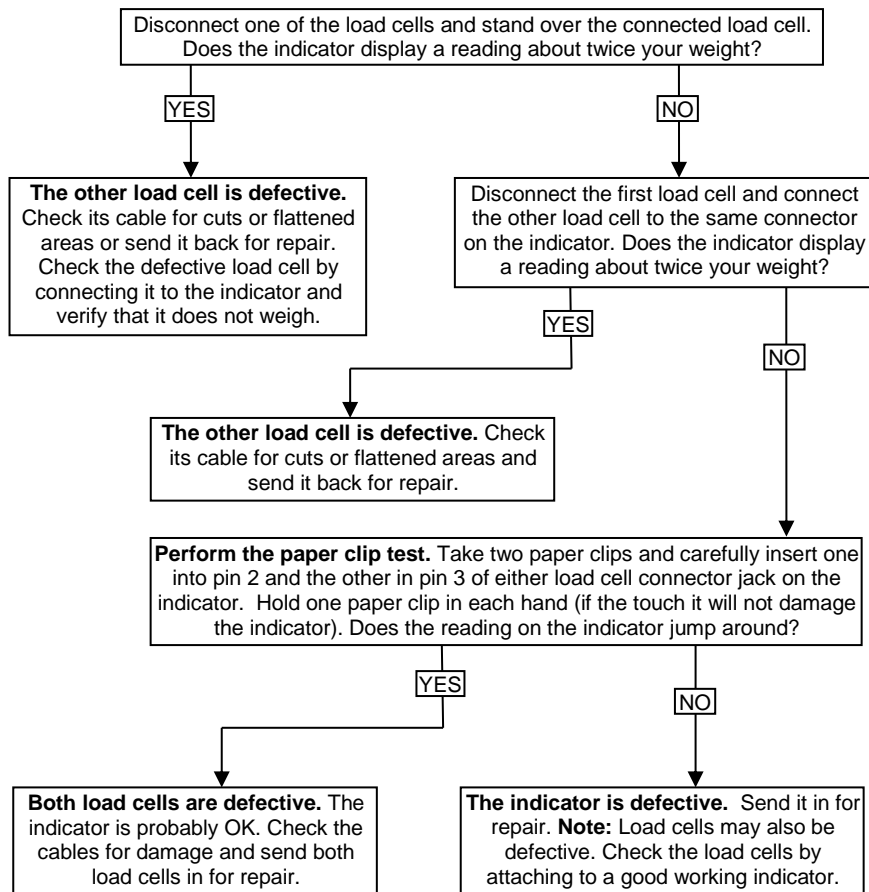 Disconnect one of the load cells and stand over the connected load cell.
Does the indicator display a reading about twice your weight?
YES
NO
The other load cell is defective.
Check its cable for cuts or flattened
areas or send it back for repair.
Check the defective load cell by
connecting it to the indicator and
verify that it does not weigh.
Disconnect the first load cell and connect
the other load cell to the same connector
on the indicator. Does the indicator display
a reading about twice your weight?
YES
NO
The other load cell is defective. Check
its cable for cuts or flattened areas and
send it back for repair.
Perform the paper clip test. Take two paper clips and carefully insert one
into pin 2 and the other in pin 3 of either load cell connector jack on the
indicator. Hold one paper clip in each hand (if the touch it will not damage
the indicator). Does the reading on the indicator jump around?
YES
NO
Both load cells are defective. The
indicator is probably OK. Check the
cables for damage and send both
load cells in for repair.
The indicator is defective. Send it in for
repair. Note: Load cells may also be
defective. Check the load cells by
attaching to a good working indicator.